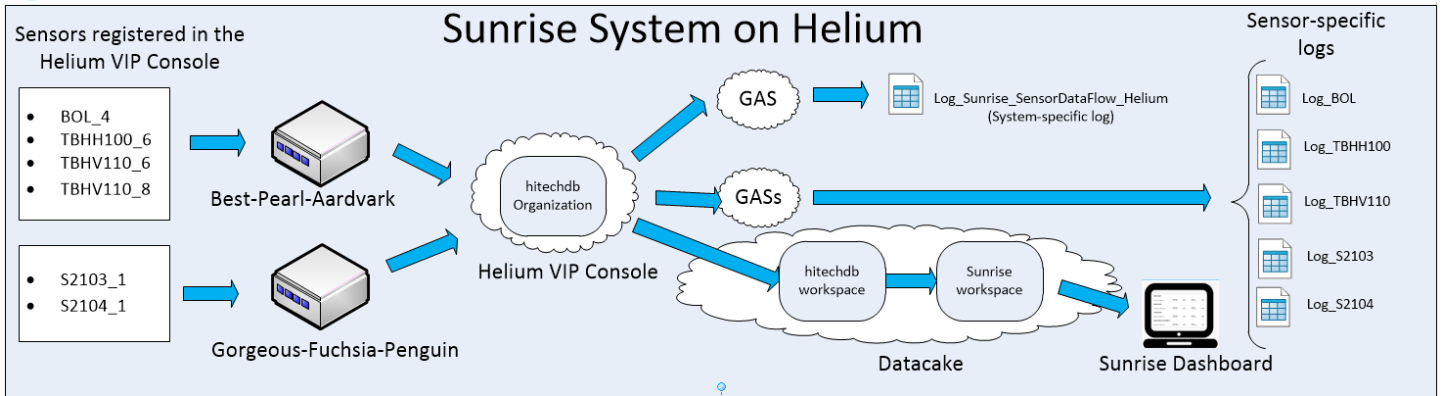 Sunrise System on Helium
Sensors registered in the
Helium VIP Console
• BOL_4
• TBHH100_6
• TBHV110_6
• TBHV110_8
Best-Pearl-Aardvark
• S2103_1
• S2104_1
Gorgeous-Fuchsia-Penguin
hitechdb
Organization
Helium VIP Console
GAS
Log_Sunrise_SensorDataFlow_Helium
(System-specific log)
GASs
hitechdb
workspace
Sunrise
workspace
Datacake
Sunrise Dashboard
Sensor-specific
logs
Log_BOL
Log_TBHH100
Log_TBHV110
Log_S2103
Log_S2104